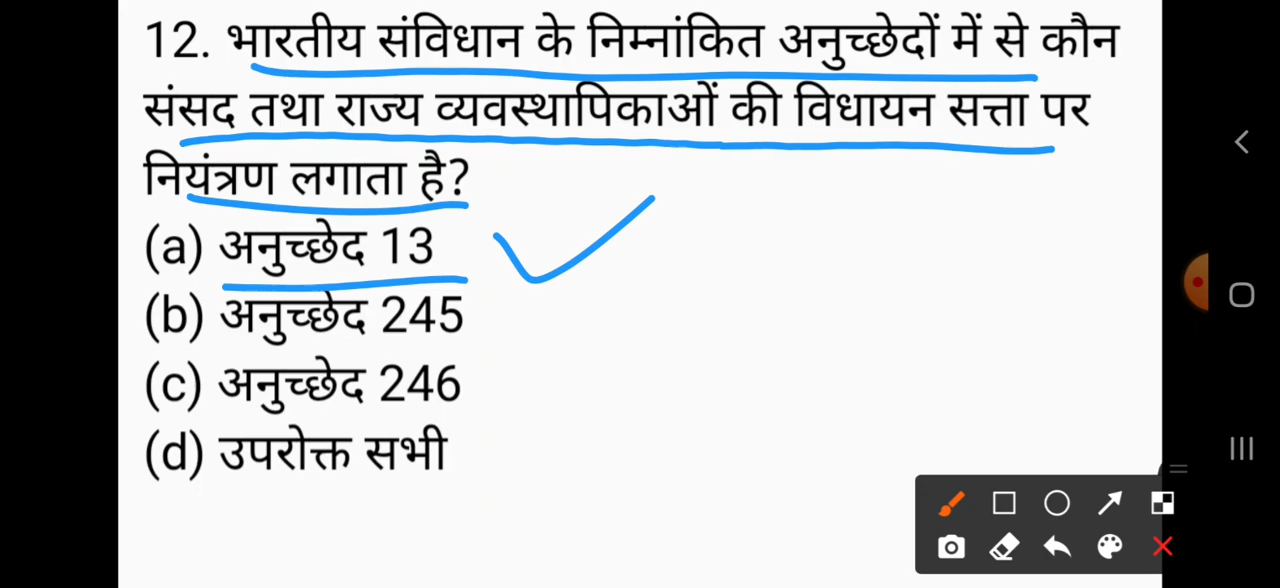 12. भारतीय संविधान के निम्नांकित अनुच्छेदों में से कौन
संसद तथा राज्य व्यवस्थापिकाओं की विधायन सत्ता पर
नियंत्रण लगाता है?
(a) अनुच्छेद 13
(b) अनुच्छेद 245
(c) अनुच्छेद 246
(d) उपरोक्त सभी